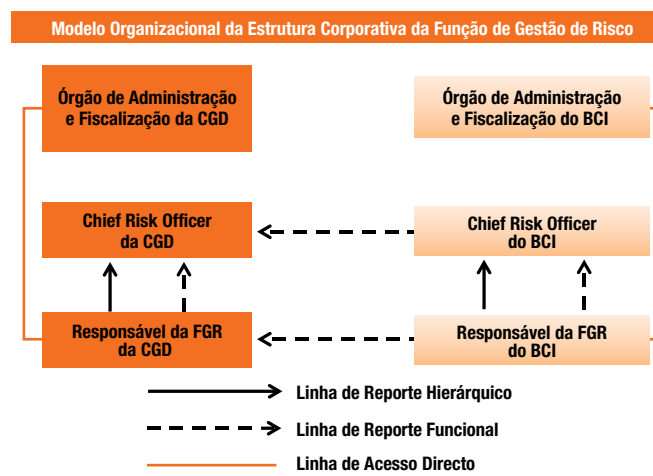 Modelo Organizacional da Estrutura Corporativa da Função de Gestão de Risco
Órgão de Administração
e Fiscalização da CGD
Órgão de Administração
e Fiscalização do BCI
Chief Risk Officer
da CGD
Chief Risk Officer
do BCI
Responsável da FGR
da CGD
Responsável da FGR
do BCI
Linha de Reporte Hierárquico
Linha de Reporte Funcional
Linha de Acesso Directo